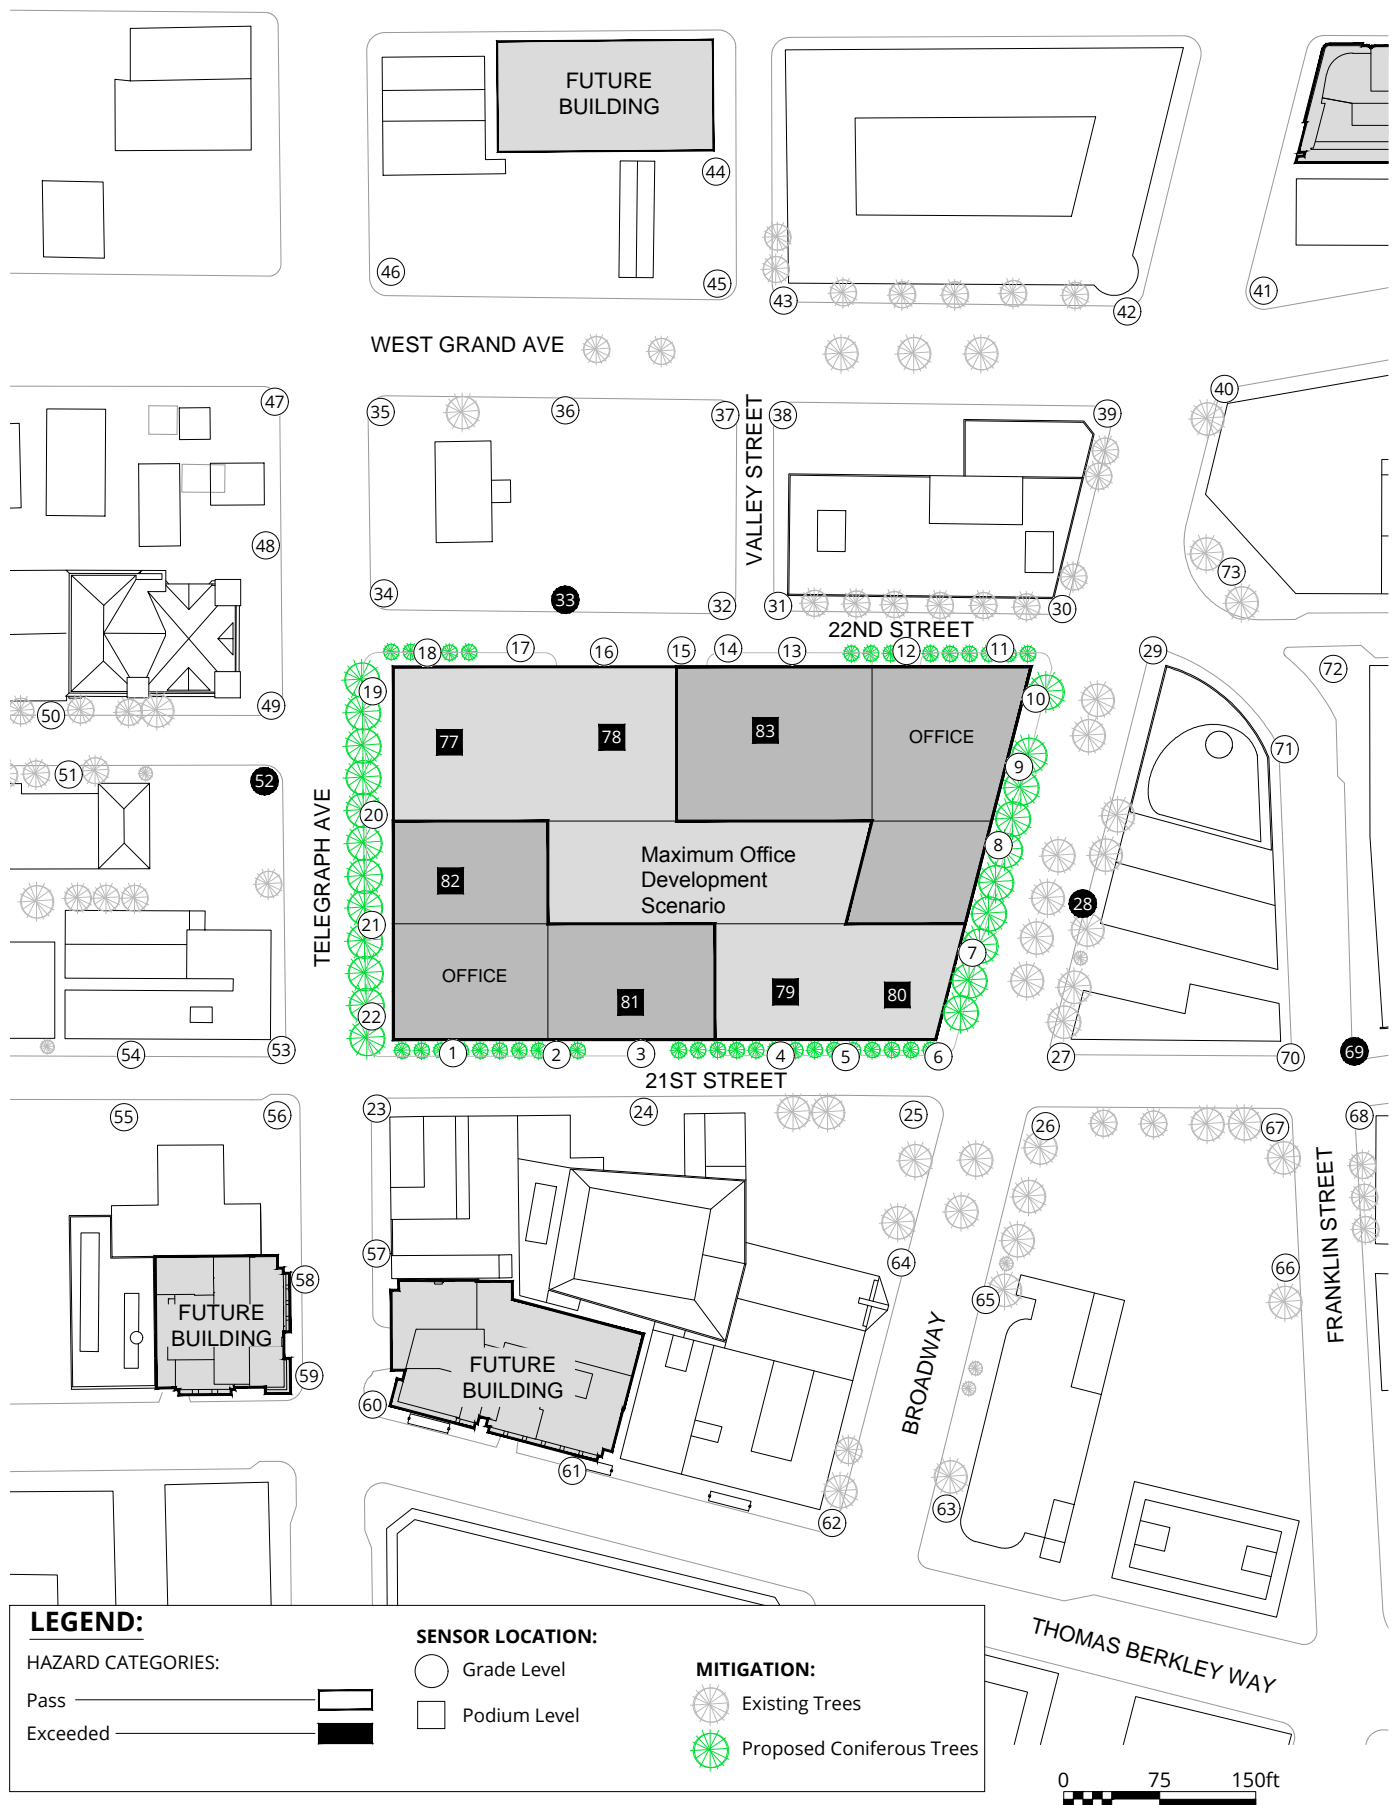 FUTURE
BUILDING
44
46
45
43
42
41
WEST GRAND AVE
47
35
36
37
38
39
40
VALLEY STREET
48
34
33
32
31
30
73
22ND STREET
18
17
16
15
14
13
12
11
29
72
19
10
50
49
77
78
83
OFFICE
71
51
52
9
TELEGRAPH AVE
20
8
Maximum Office
Development
Scenario
82
28
21
7
OFFICE
79
80
81
22
54
53
1
2
3
4
5
6
27
70
69
21ST STREET
55
56
23
24
25
26
67
68
FRANKLIN STREET
57
58
64
66
65
FUTURE
BUILDING
BROADWAY
59
FUTURE
BUILDING
60
61
62
63
THOMAS BERKLEY WAY
LEGEND:
HAZARD CATEGORIES:
Pass
Exceeded
SENSOR LOCATION:
Grade Level
Podium Level
MITIGATION:
Existing Trees
Proposed Coniferous Trees
0 75 150ft